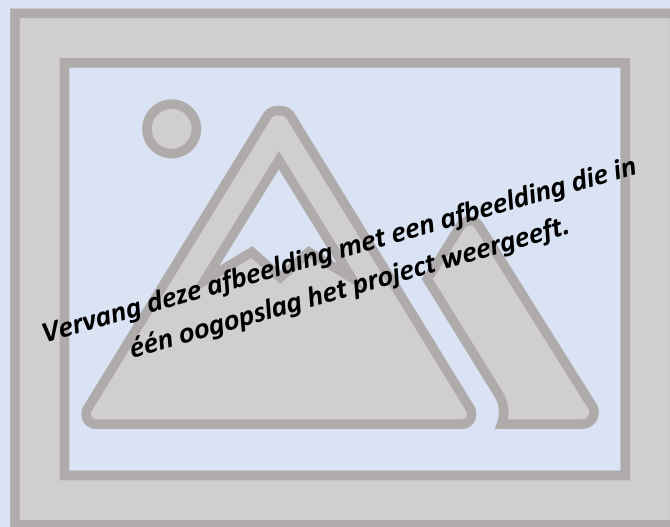 Vervang deze afbeelding met een afbeelding die in
één oogopslag het project weergeeft.